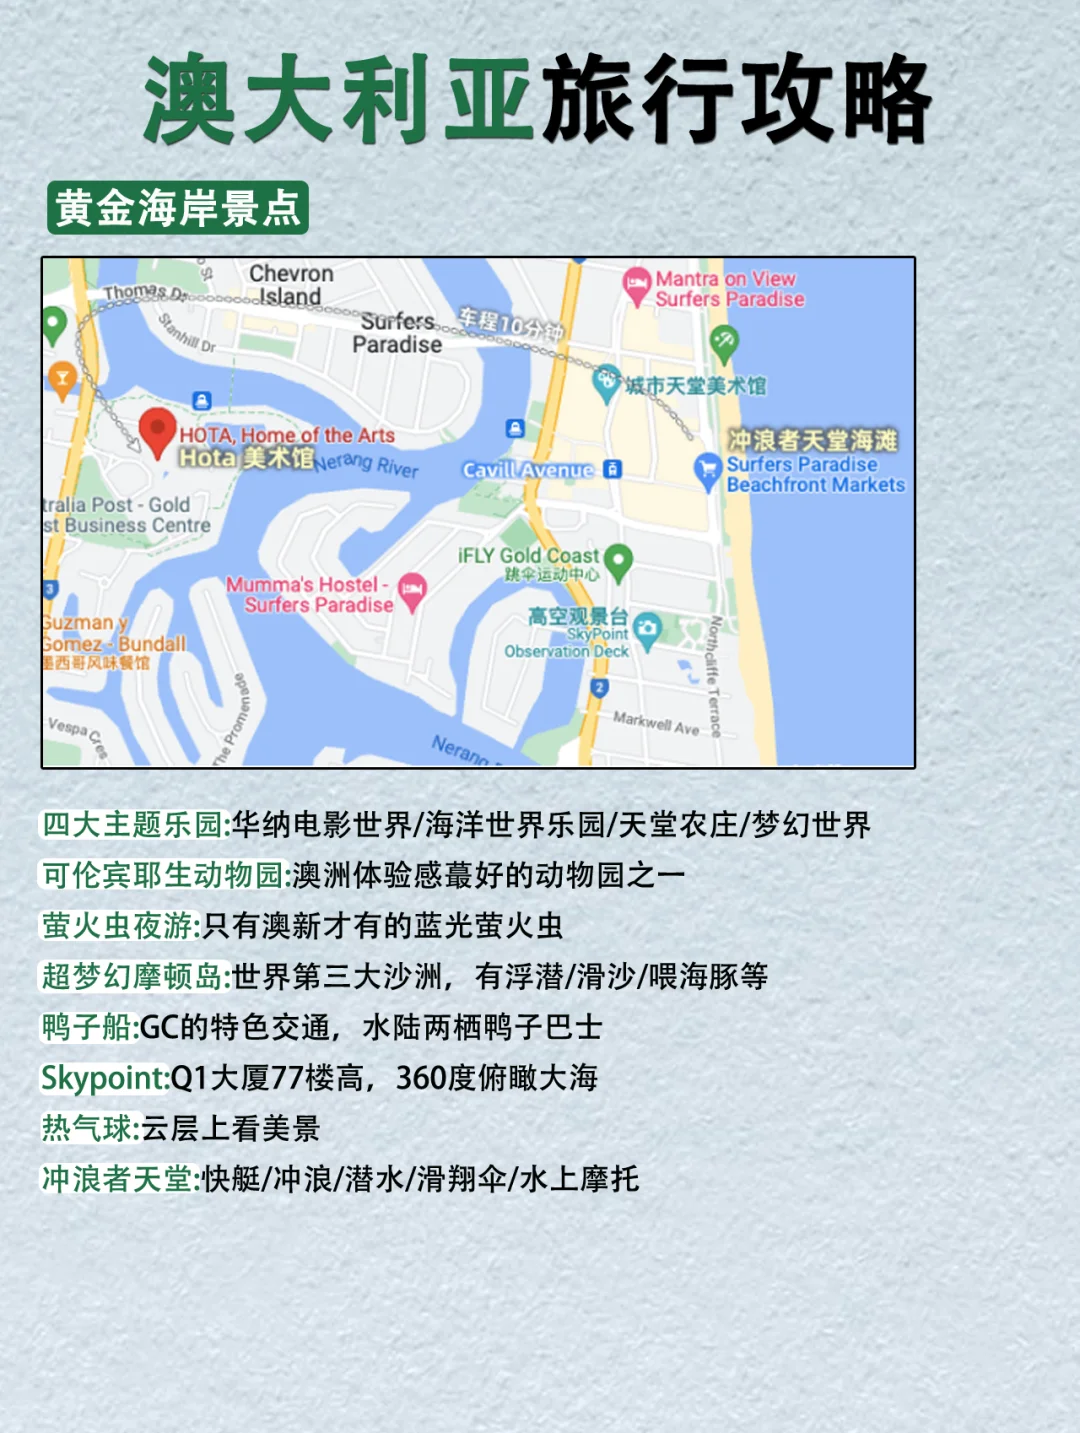 澳大利亚旅行攻略
黄金海岸景点
Chevron
Island
Thomas Dr
Stanhill Dr
Surfers
Paradise
车程10分钟
Mantra on View
Surfers Paradise
城市天堂美术馆
HOTA, Home of the Arts
Hota 美术馆
Nerang River
冲浪者天堂海滩
Surfers Paradise
Beachfront Markets
Cavill Avenue
tralia Post - Gold
st Business Centre
iFLY Gold Coast
跳伞运动中心
Mumma's Hostel -
Surfers Paradise
高空观景台
SkyPoint
Observation Deck
3
Guzman y
Gomez - Bundall
墨西哥风味餐馆
Northcliffe Terrace
2
The Promenade
Vespa Cres
Markwell Ave
Nerang
四大主题乐园:华纳电影世界/海洋世界乐园/天堂农庄/梦幻世界
可伦宾耶生动物园:澳洲体验感蕞好的动物园之一
萤火虫夜游:只有澳新才有的蓝光萤火虫
超梦幻摩顿岛:世界第三大沙洲，有浮潜/滑沙/喂海豚等
鸭子船:GC的特色交通，水陆两栖鸭子巴士
Skypoint:Q1大厦77楼高，360度俯瞰大海
热气球:云层上看美景
冲浪者天堂:快艇/冲浪/潜水/滑翔伞/水上摩托